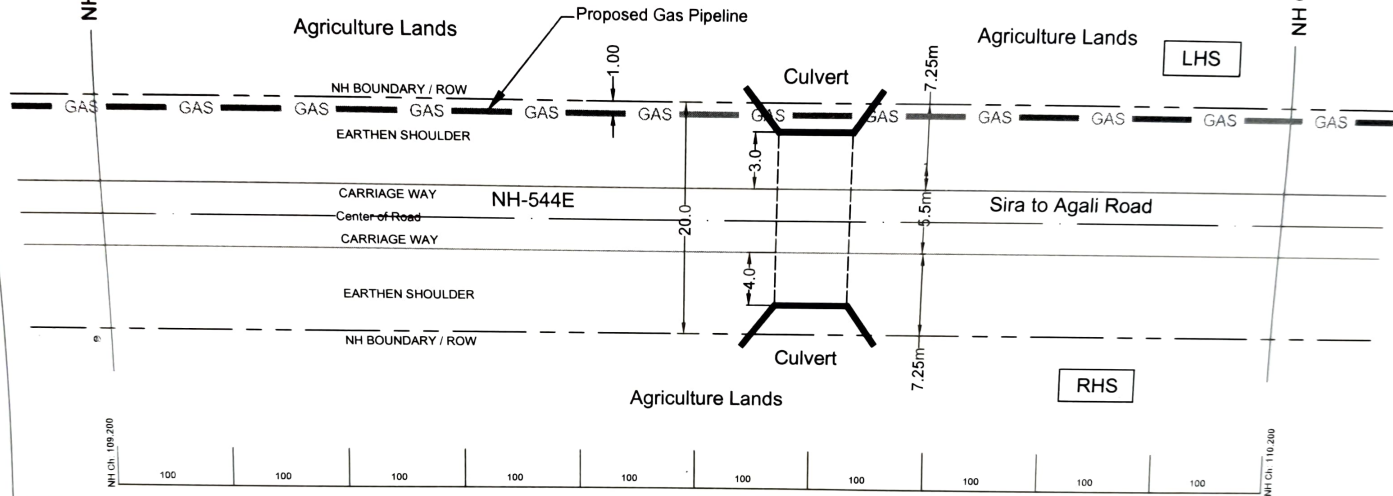 NH
NH
Agriculture Lands
Proposed Gas Pipeline
Agriculture Lands
LHS
1.00
Culvert
7.25m
NH BOUNDARY / ROW
GAS GAS GAS GAS GAS GAS GAS GAS GAS GAS GAS GAS
EARTHEN SHOULDER
3.0
CARRIAGE WAY
NH-544E
Sira to Agali Road
Center of Road
20.0
5.5m
CARRIAGE WAY
4.0
EARTHEN SHOULDER
NH BOUNDARY / ROW
Culvert
7.25m
RHS
Agriculture Lands
NH Ch. 109.200
100 100 100 100 100 100 100 100 100 100
NH Ch. 110.200